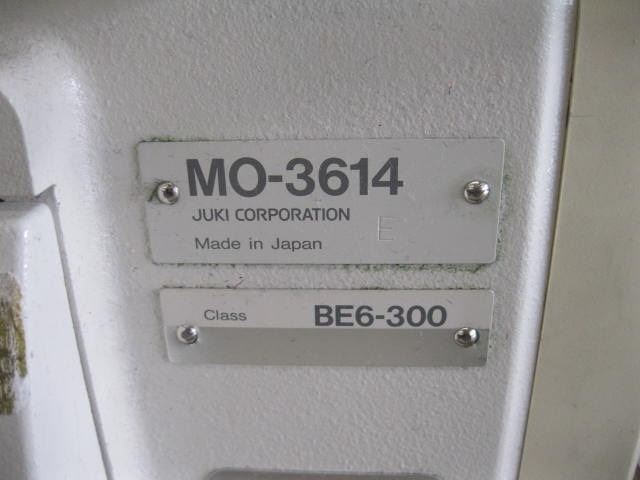 MO-3614
JUKI CORPORATION
E
Made in Japan
Class BE6-300